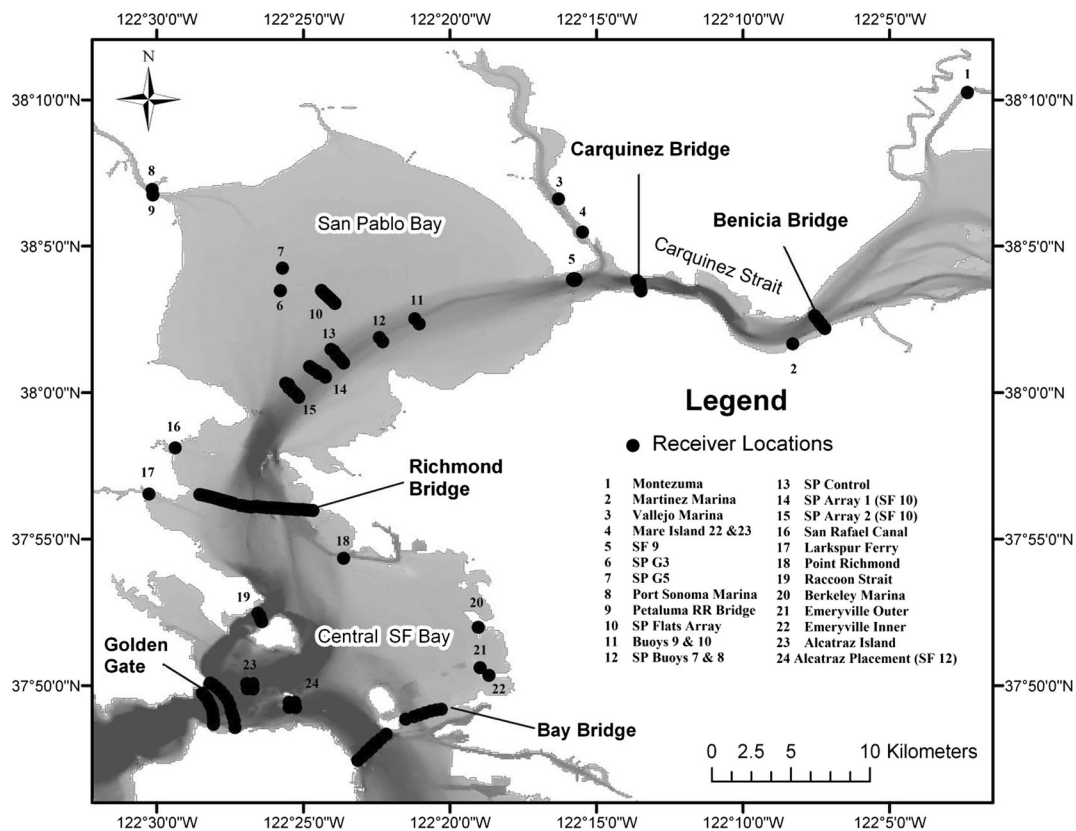 122°30'0"W 122°25'0"W 122°20'0"W 122°15'0"W 122°10'0"W 122°5'0"W
N
1
38°10'0"N 38°10'0"N
Carquinez Bridge
8
9
3
4
Benicia Bridge
San Pablo Bay
38°5'0"N 38°5'0"N
Carquinez Strait
7
5
6
10
11
12
13
2
14
15
38°0'0"N 38°0'0"N
Legend
Receiver Locations
16
17
Richmond
Bridge
1 Montezuma
2 Martinez Marina
3 Vallejo Marina
4 Mare Island 22 &23
5 SF 9
6 SP G3
7 SP G5
8 Port Sonoma Marina
9 Petaluma RR Bridge
10 SP Flats Array
11 Buoys 9 & 10
12 SP Buoys 7 & 8
13 SP Control
14 SP Array 1 (SF 10)
15 SP Array 2 (SF 10)
16 San Rafael Canal
17 Larkspur Ferry
18 Point Richmond
19 Raccoon Strait
20 Berkeley Marina
21 Emeryville Outer
22 Emeryville Inner
23 Alcatraz Island
24 Alcatraz Placement (SF 12)
37°55'0"N 37°55'0"N
18
19
20
Central SF Bay
Golden
Gate
21
22
23
24
37°50'0"N 37°50'0"N
Bay Bridge
0 2.5 5 10 Kilometers
122°30'0"W 122°25'0"W 122°20'0"W 122°15'0"W 122°10'0"W 122°5'0"W